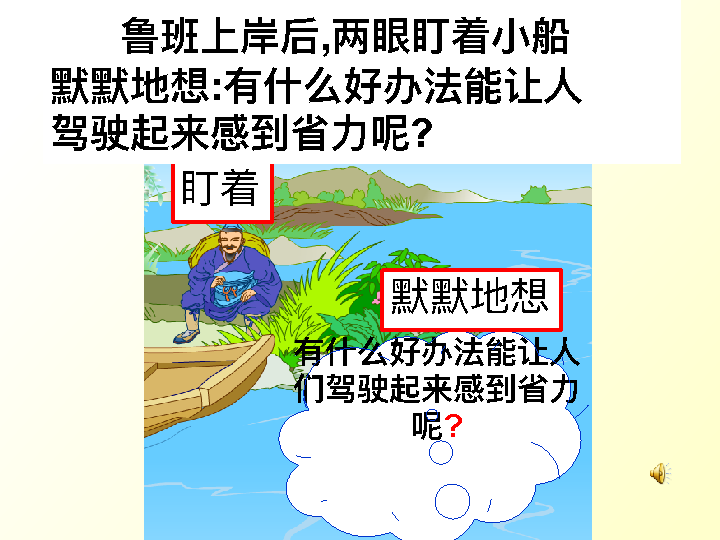 鲁班上岸后,两眼盯着小船
默默地想:有什么好办法能让人
驾驶起来感到省力呢?
盯着
默默地想
有什么好办法能让人
们驾驶起来感到省力
呢?